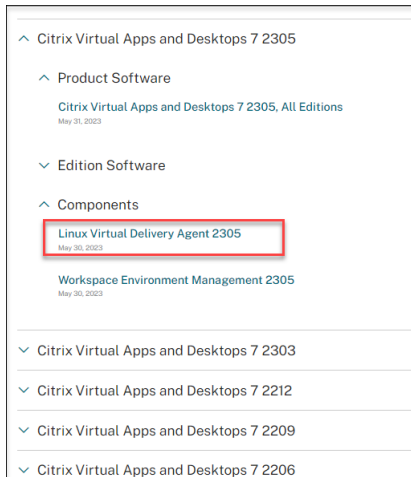 Citrix Virtual Apps and Desktops 7 2305
Product Software
Citrix Virtual Apps and Desktops 7 2305, All Editions
May 31, 2023
Edition Software
Components
Linux Virtual Delivery Agent 2305
May 30, 2023
Workspace Environment Management 2305
May 30, 2023
Citrix Virtual Apps and Desktops 7 2303
Citrix Virtual Apps and Desktops 7 2212
Citrix Virtual Apps and Desktops 7 2209
Citrix Virtual Apps and Desktops 7 2206